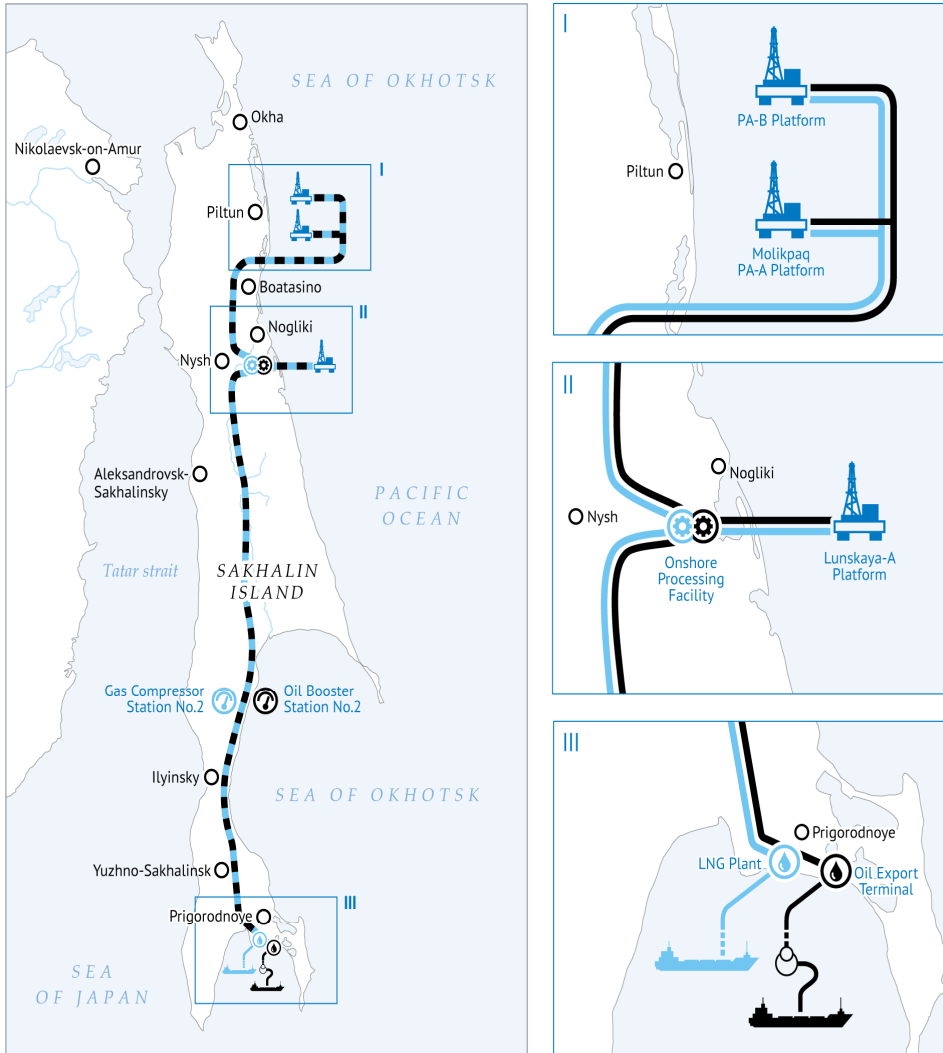 SEA OF OKHOTSK
Okha
Nikolaevsk-on-Amur
I
Piltun
Boatasino
II
Nogliki
Nysh
Aleksandrovsk-
Sakhalinsky
PACIFIC
OCEAN
Tatar strait
SAKHALIN
ISLAND
Gas Compressor
Station No.2
Oil Booster
Station No.2
Ilyinsky
SEA OF OKHOTSK
Yuzhno-Sakhalinsk
III
Prigorodnoye
SEA
OF JAPAN
I
PA-B Platform
Piltun
Molikpaq
PA-A Platform
II
Nogliki
Nysh
Onshore
Processing
Facility
Lunskaya-A
Platform
III
Prigorodnoye
LNG Plant
Oil Export
Terminal